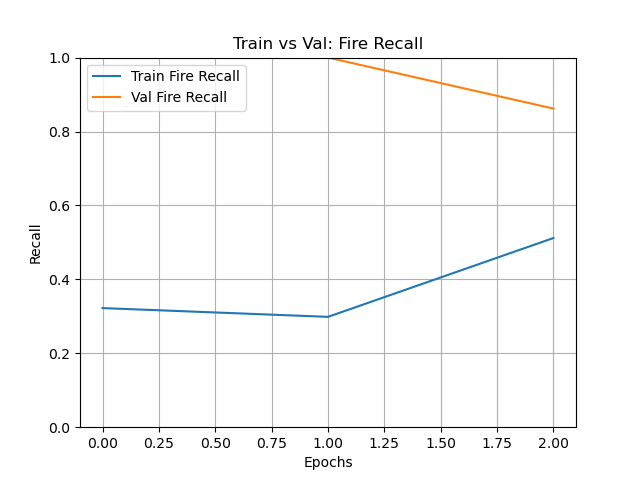 Train vs Val: Fire Recall
Train Fire Recall
Val Fire Recall
1.0
0.8
0.6
0.4
0.2
0.0
Recall
0.00 0.25 0.50 0.75 1.00 1.25 1.50 1.75 2.00
Epochs